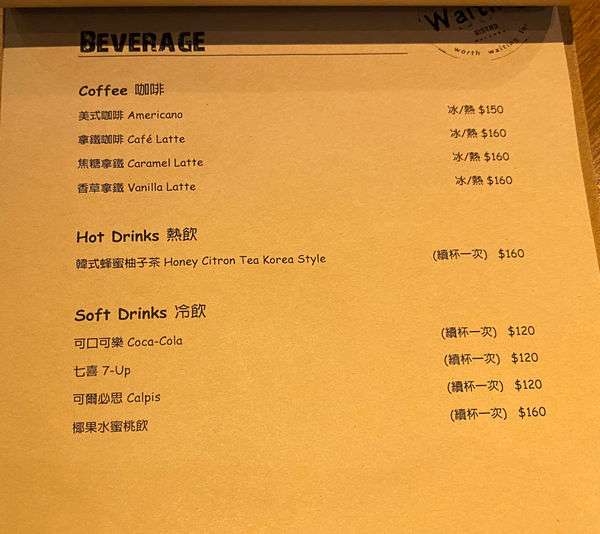 BEVERAGE
BISTRO
worth waiting
Coffee 咖啡
美式咖啡 Americano 冰/熱 $150
拿鐵咖啡 Café Latte 冰/熱 $160
焦糖拿鐵 Caramel Latte 冰/熱 $160
香草拿鐵 Vanilla Latte 冰/熱 $160
Hot Drinks 熱飲
韓式蜂蜜柚子茶 Honey Citron Tea Korea Style (續杯一次) $160
Soft Drinks 冷飲
可口可樂 Coca-Cola (續杯一次) $120
七喜 7-Up (續杯一次) $120
可爾必思 Calpis (續杯一次) $120
椰果水蜜桃飲 (續杯一次) $160